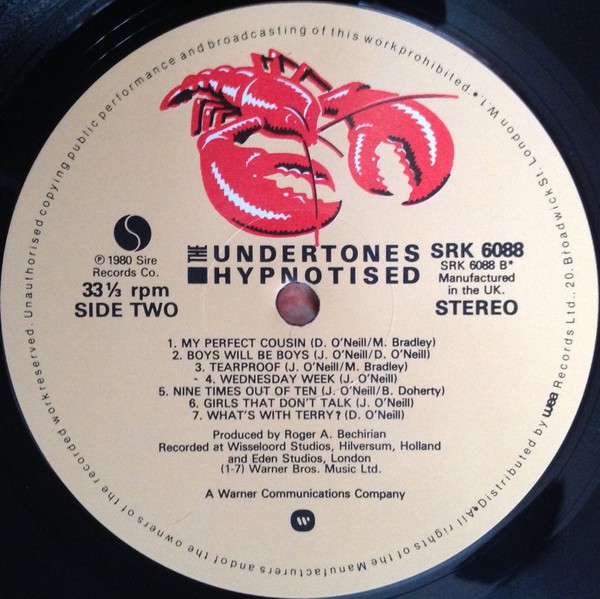 THE UNDERTONES
HYPNOTISED
SRK 6088
SRK 6088 B*
Manufactured
in the UK.
STEREO
℗ 1980 Sire
Records Co.
33⅓ rpm
SIDE TWO
1. MY PERFECT COUSIN (D. O'Neill/M. Bradley)
2. BOYS WILL BE BOYS (J. O'Neill/D. O'Neill)
3. TEARPROOF (J. O'Neill/M. Bradley)
- 4. WEDNESDAY WEEK (J. O'Neill)
5. NINE TIMES OUT OF TEN (J. O'Neill/B. Doherty)
6. GIRLS THAT DON'T TALK (J. O'Neill)
7. WHAT'S WITH TERRY? (D. O'Neill)
Produced by Roger A. Bechirian
Recorded at Wisseloord Studios, Hilversum, Holland
and Eden Studios, London
(1-7) Warner Bros. Music Ltd.
A Warner Communications Company
•All rights of the Manufacturers and of the owners of the recorded work reserved. Unauthorised copying public performance and broadcasting of this work prohibited.•
Distributed by wea Records Ltd., 20. Broadwick St. London W.1